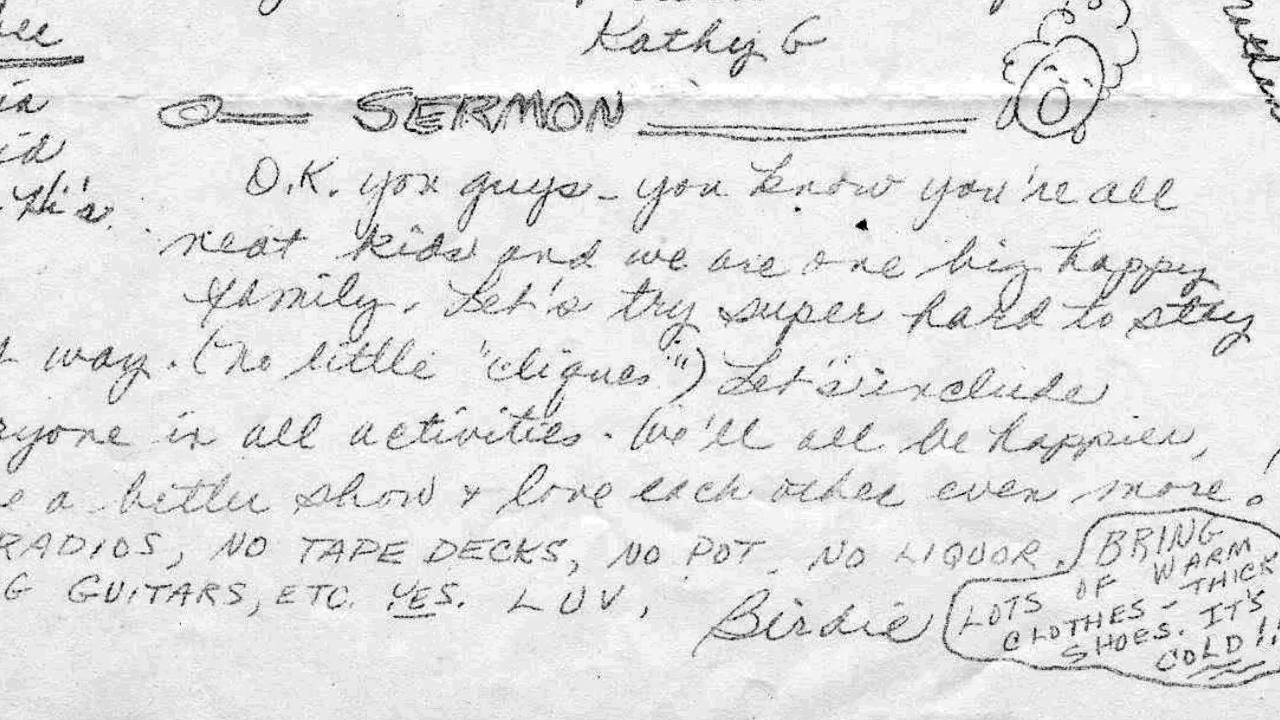 Kathy G
SERMON
O.K. you guys - you know you're all
neat kids and we are one big happy
family. Let's try super hard to stay
way. (no little "cliques") Let's include
ryone in all activities. We'll all be happier,
a better show & love each other even more.
RADIOS, NO TAPE DECKS, NO POT, NO LIQUOR.
G GUITARS, ETC. YES. LUV,
Birdie
BRING
LOTS OF WARM
CLOTHES - THICK
SHOES. IT'S
COLD!!